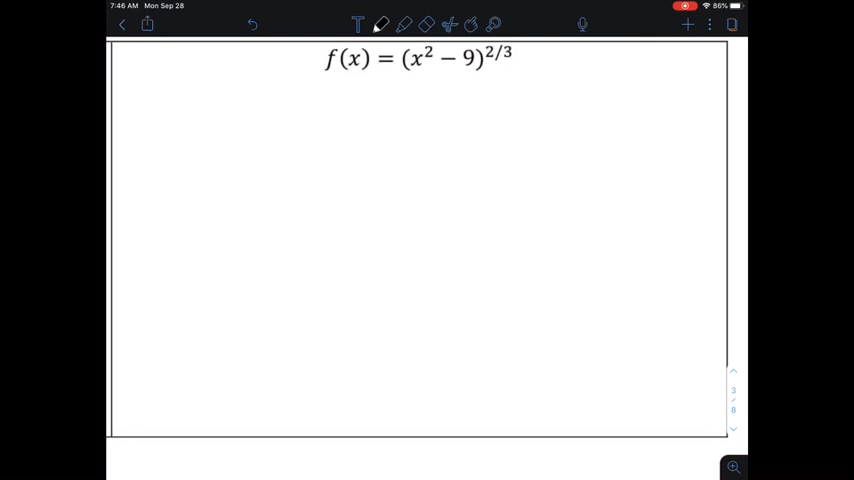 7:46 AM Mon Sep 28 86%
T
f(x) = (x² − 9)^{2/3}
3
/
8